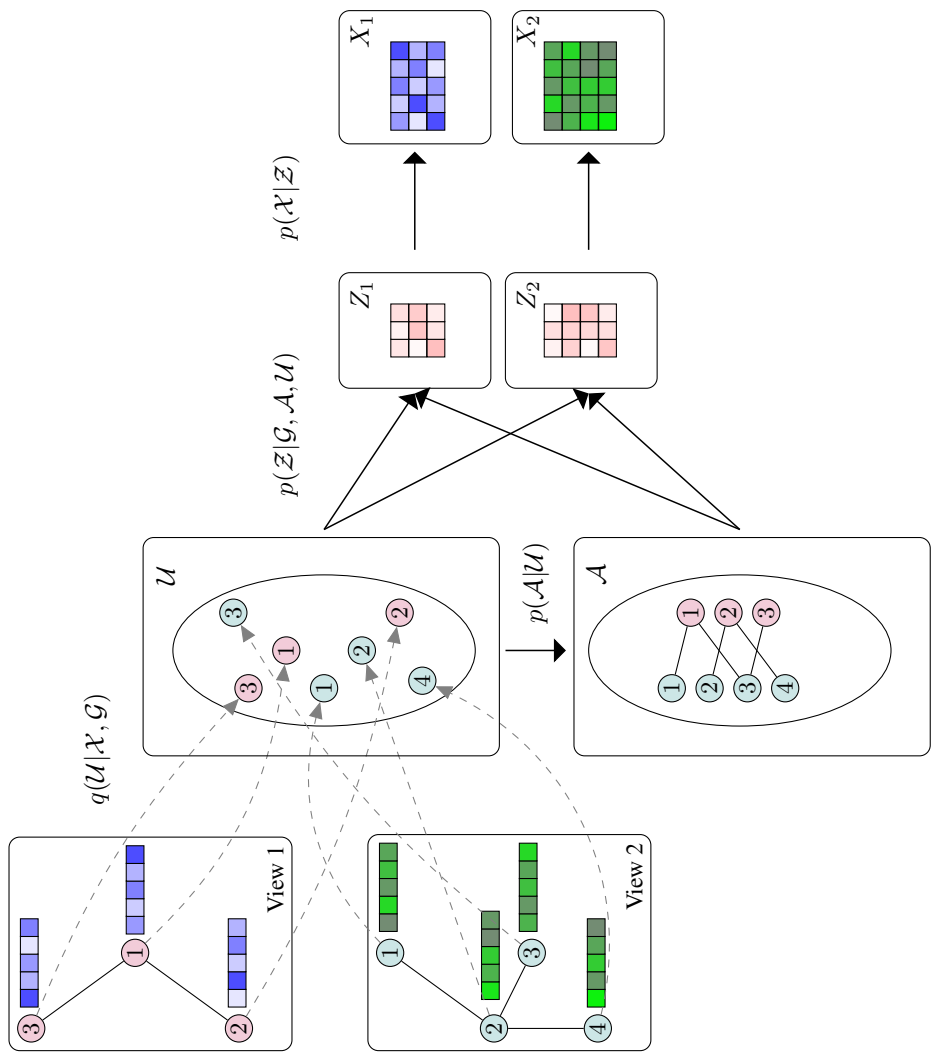 q(𝒰|𝒳, 𝒢)
3
1
2
View 1
1
2
3
4
View 2
𝒰
3
1
3
1
2
4
2
p(𝒜|𝒰)
𝒜
1
2
3
4
1
2
3
p(𝒵|𝒢, 𝒜, 𝒰)
Z₁
Z₂
p(𝒳|𝒵)
X₁
X₂